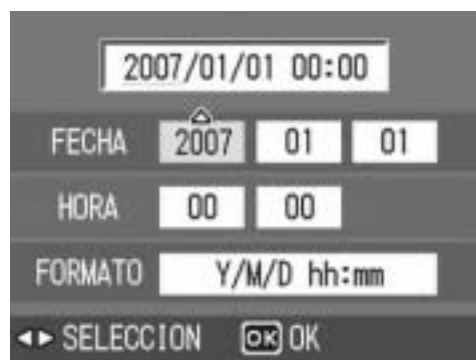 2007/01/01 00:00
FECHA 2007 01 01
HORA 00 00
FORMATO Y/M/D hh:mm
SELECCION OK OK